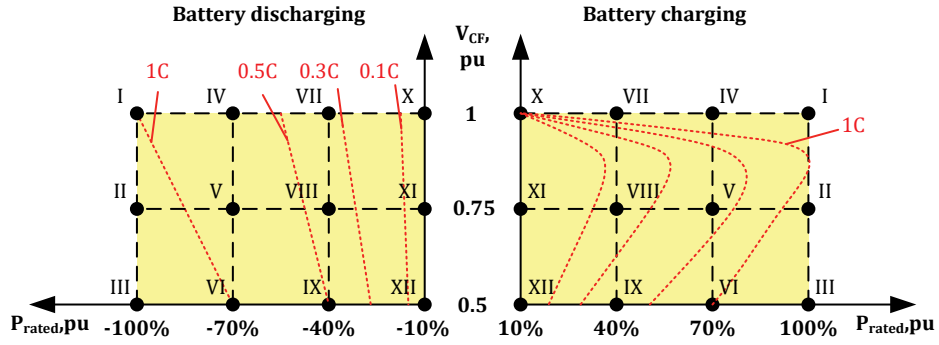 Battery discharging
Battery charging
V_CF,
pu
1C
0.5C
0.3C
0.1C
I
IV
VII
X
1
X
VII
IV
I
1C
II
V
VIII
XI
0.75
XI
VIII
V
II
III
VI
IX
XII
0.5
XII
IX
VI
III
P_rated,pu
-100%
-70%
-40%
-10%
10%
40%
70%
100%
P_rated,pu